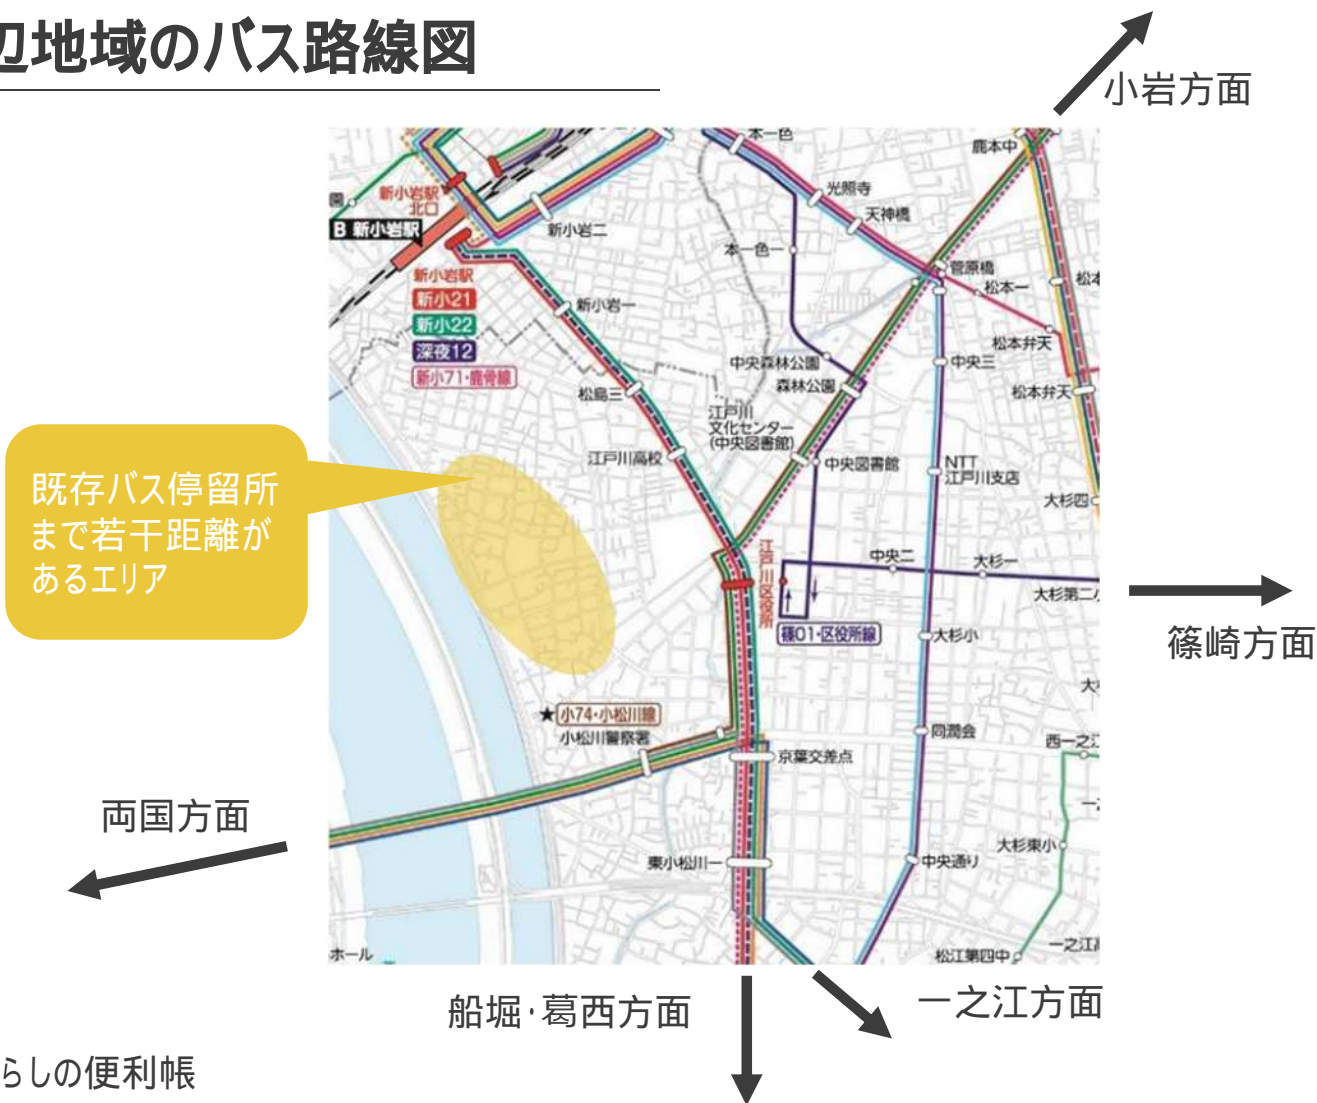 辺地域のバス路線図
小岩方面
本一色
鹿本中
光照寺
天神橋
園
新小岩駅
北口
B 新小岩駅
新小岩二
本一色一
菅原橋
松本一
松本
新小岩駅
新小21
新小22
深夜12
新小71・鹿骨線
新小岩一
松本弁天
中央森林公園
中央三
森林公園
松本弁天
松島三
江戸川
文化センター
(中央図書館)
江戸川高校
中央図書館
NTT
江戸川支店
大杉四
既存バス停留所
まで若干距離が
あるエリア
江戸川区役所
中央二
大杉一
大杉第二小
篠01・区役所線
大杉小
篠崎方面
★小74・小松川線
小松川警察署
同潤会
西一之江
京葉交差点
両国方面
大杉東小
東小松川一
中央通り
ホール
松江第四中
一之江
船堀・葛西方面
一之江方面
らしの便利帳